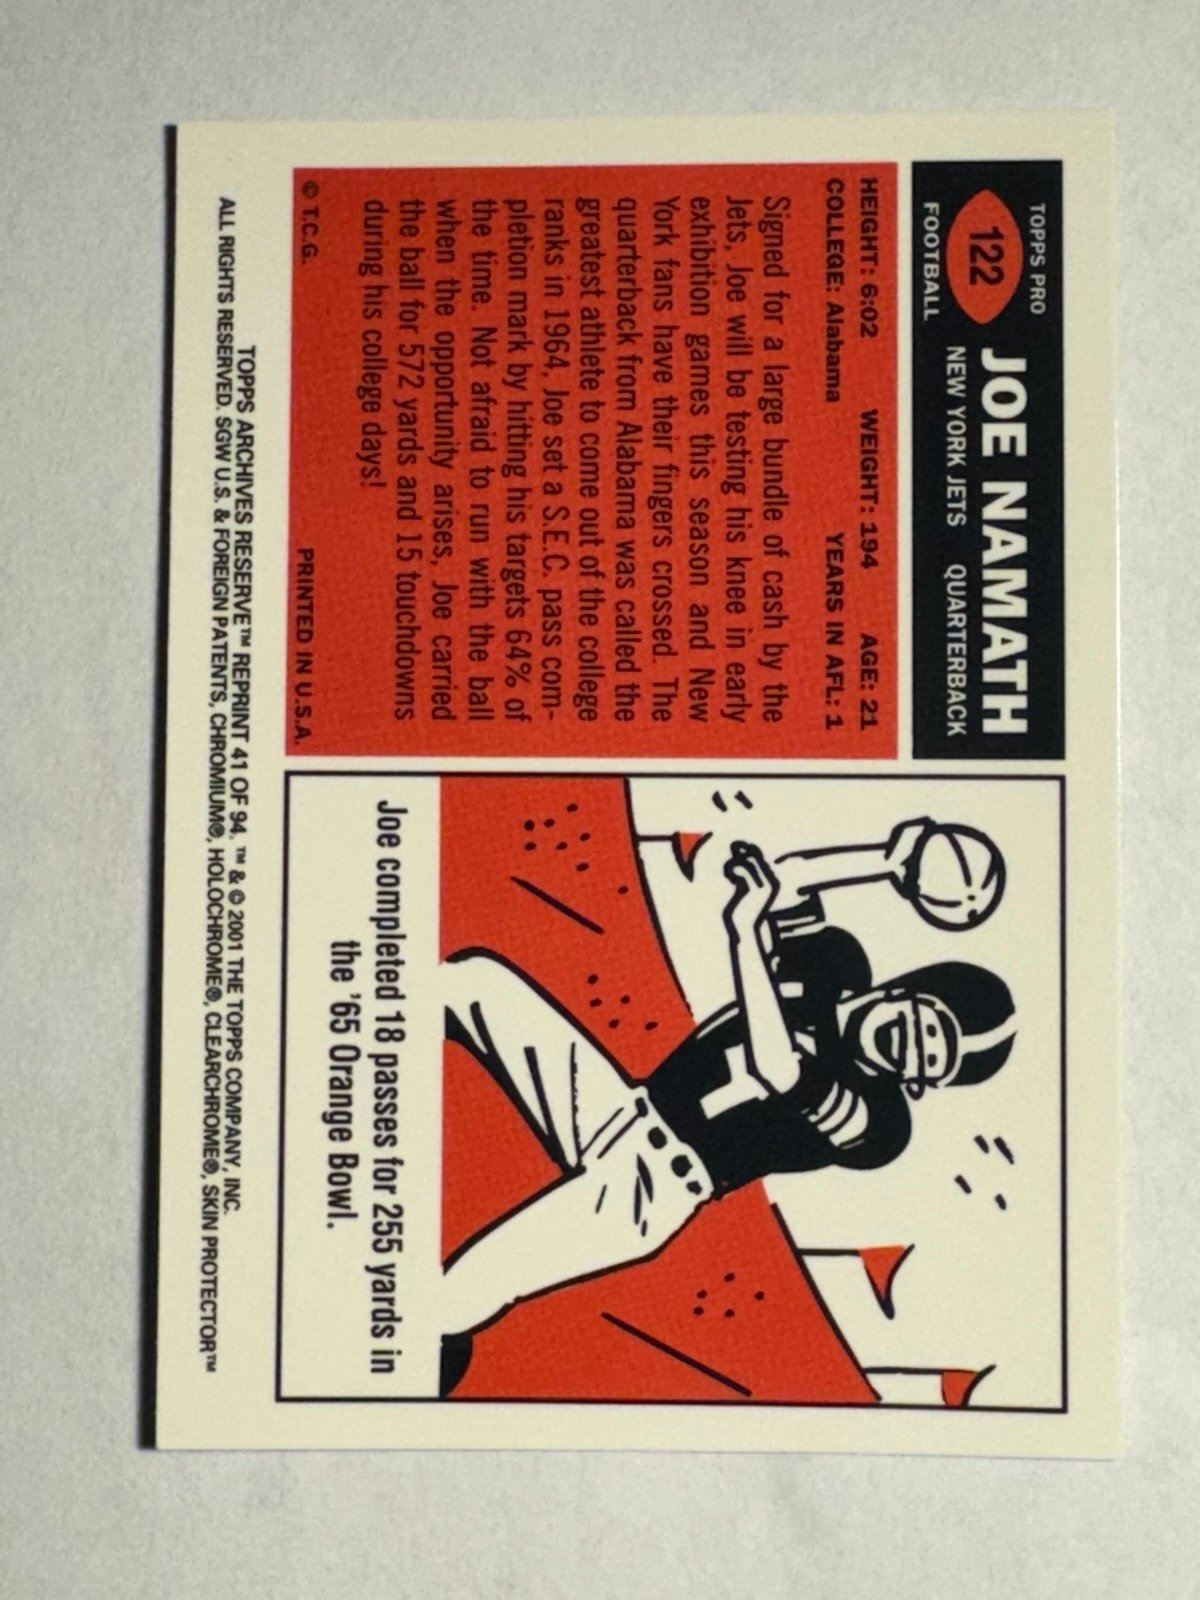 TOPPS PRO
122
FOOTBALL
JOE NAMATH
NEW YORK JETS QUARTERBACK
HEIGHT: 6:02 WEIGHT: 194 AGE: 21
COLLEGE: Alabama YEARS IN AFL: 1
Signed for a large bundle of cash by the
Jets, Joe will be testing his knee in early
exhibition games this season and New
York fans have their fingers crossed. The
quarterback from Alabama was called the
greatest athlete to come out of the college
ranks in 1964, Joe set a S.E.C. pass com-
pletion mark by hitting his targets 64% of
the time. Not afraid to run with the ball
when the opportunity arises, Joe carried
the ball for 572 yards and 15 touchdowns
during his college days!
© T.C.G. PRINTED IN U.S.A.
Joe completed 18 passes for 255 yards in
the '65 Orange Bowl.
TOPPS ARCHIVES RESERVE™ REPRINT 41 OF 94. ™ & © 2001 THE TOPPS COMPANY, INC.
ALL RIGHTS RESERVED. SGW U.S. & FOREIGN PATENTS, CHROMIUM®, HOLOCHROME®, CLEARCHROME®, SKIN PROTECTOR™